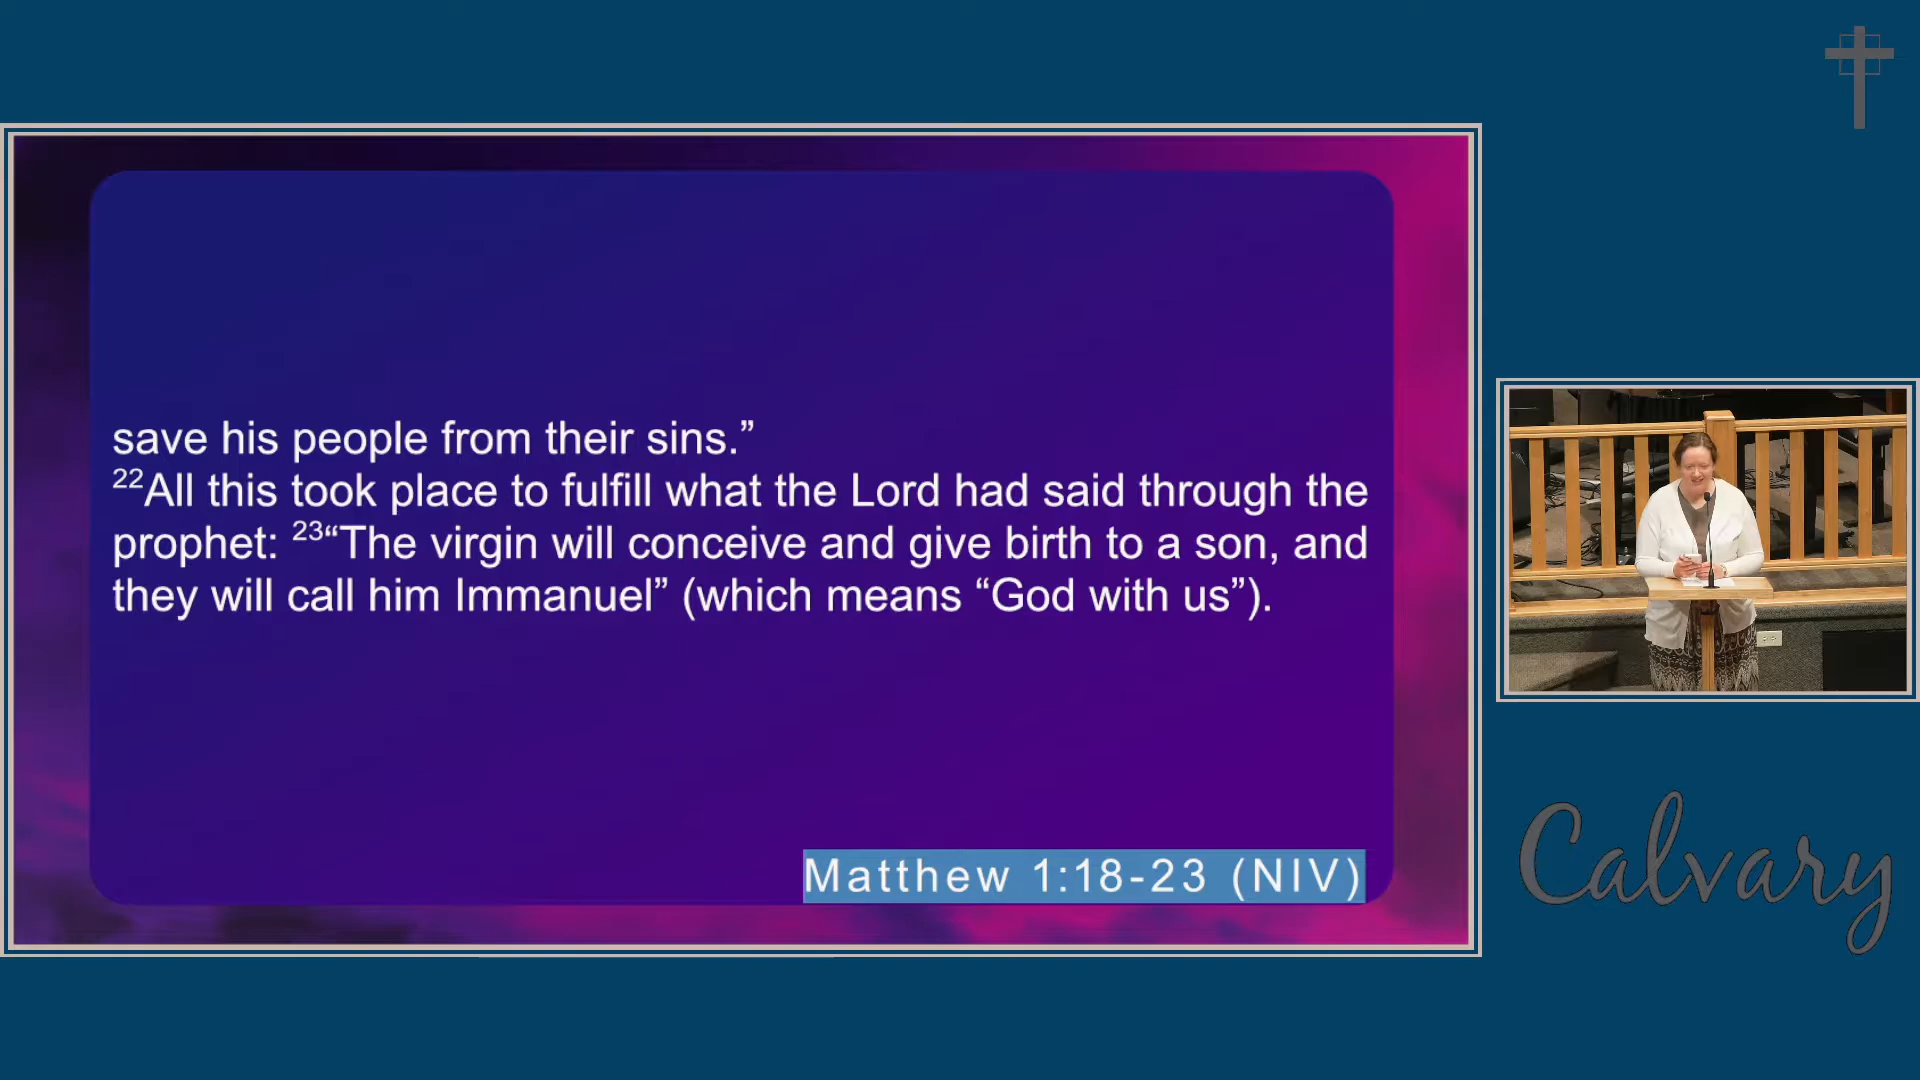 save his people from their sins.”
²²All this took place to fulfill what the Lord had said through the
prophet: ²³“The virgin will conceive and give birth to a son, and
they will call him Immanuel” (which means “God with us”).
Matthew 1:18-23 (NIV)
Calvary